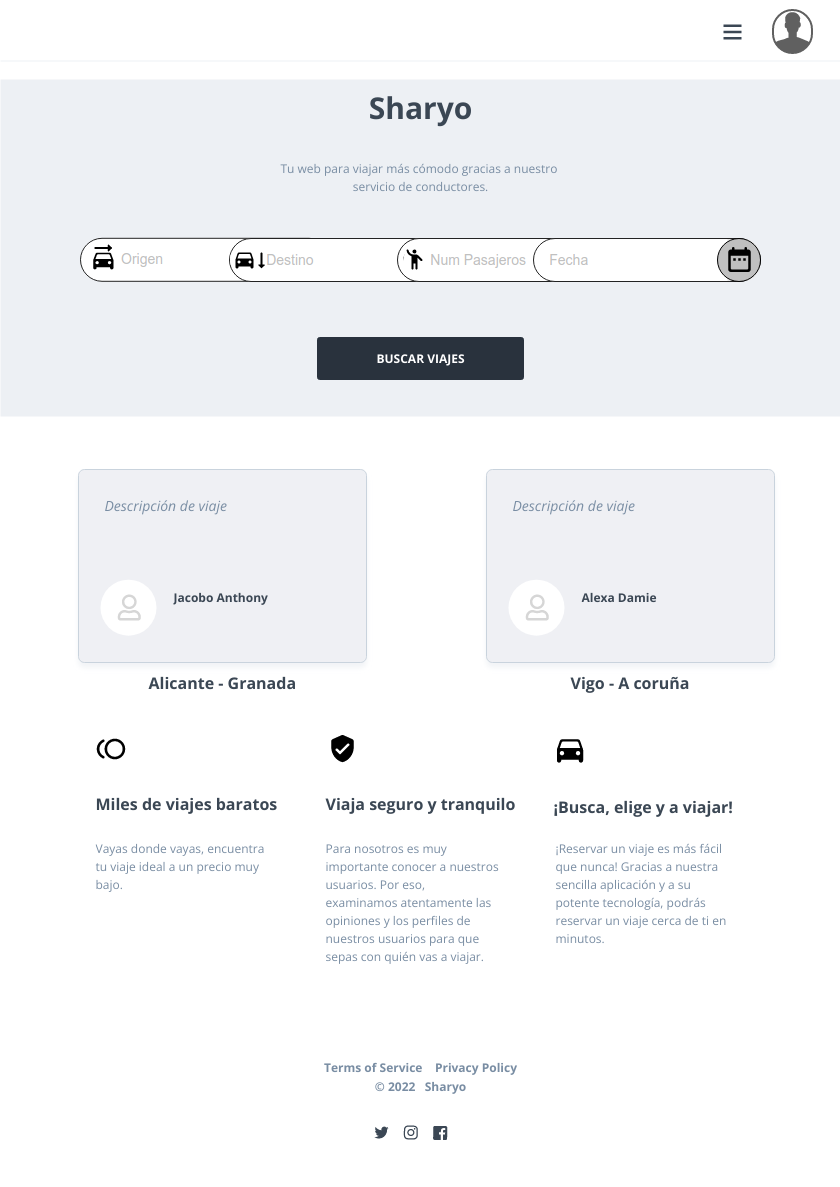 Sharyo
Tu web para viajar más cómodo gracias a nuestro
servicio de conductores.
Origen
Destino
Num Pasajeros
Fecha
BUSCAR VIAJES
Descripción de viaje
Jacobo Anthony
Alicante - Granada
Descripción de viaje
Alexa Damie
Vigo - A coruña
Miles de viajes baratos
Vayas donde vayas, encuentra
tu viaje ideal a un precio muy
bajo.
Viaja seguro y tranquilo
Para nosotros es muy
importante conocer a nuestros
usuarios. Por eso,
examinamos atentamente las
opiniones y los perfiles de
nuestros usuarios para que
sepas con quién vas a viajar.
¡Busca, elige y a viajar!
¡Reservar un viaje es más fácil
que nunca! Gracias a nuestra
sencilla aplicación y a su
potente tecnología, podrás
reservar un viaje cerca de ti en
minutos.
Terms of Service Privacy Policy
© 2022 Sharyo